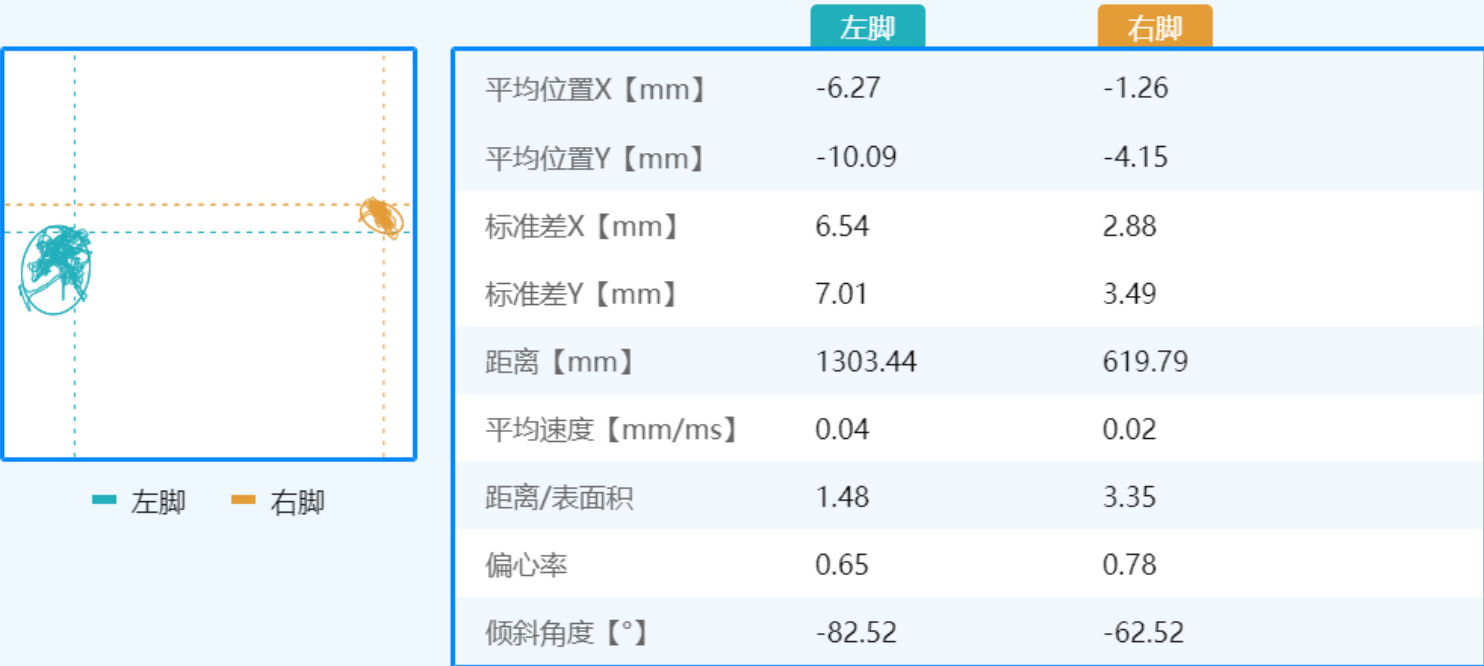 左脚 右脚
平均位置X【mm】 -6.27 -1.26
平均位置Y【mm】 -10.09 -4.15
标准差X【mm】 6.54 2.88
标准差Y【mm】 7.01 3.49
距离【mm】 1303.44 619.79
平均速度【mm/ms】 0.04 0.02
距离/表面积 1.48 3.35
偏心率 0.65 0.78
倾斜角度【°】 -82.52 -62.52
左脚 右脚